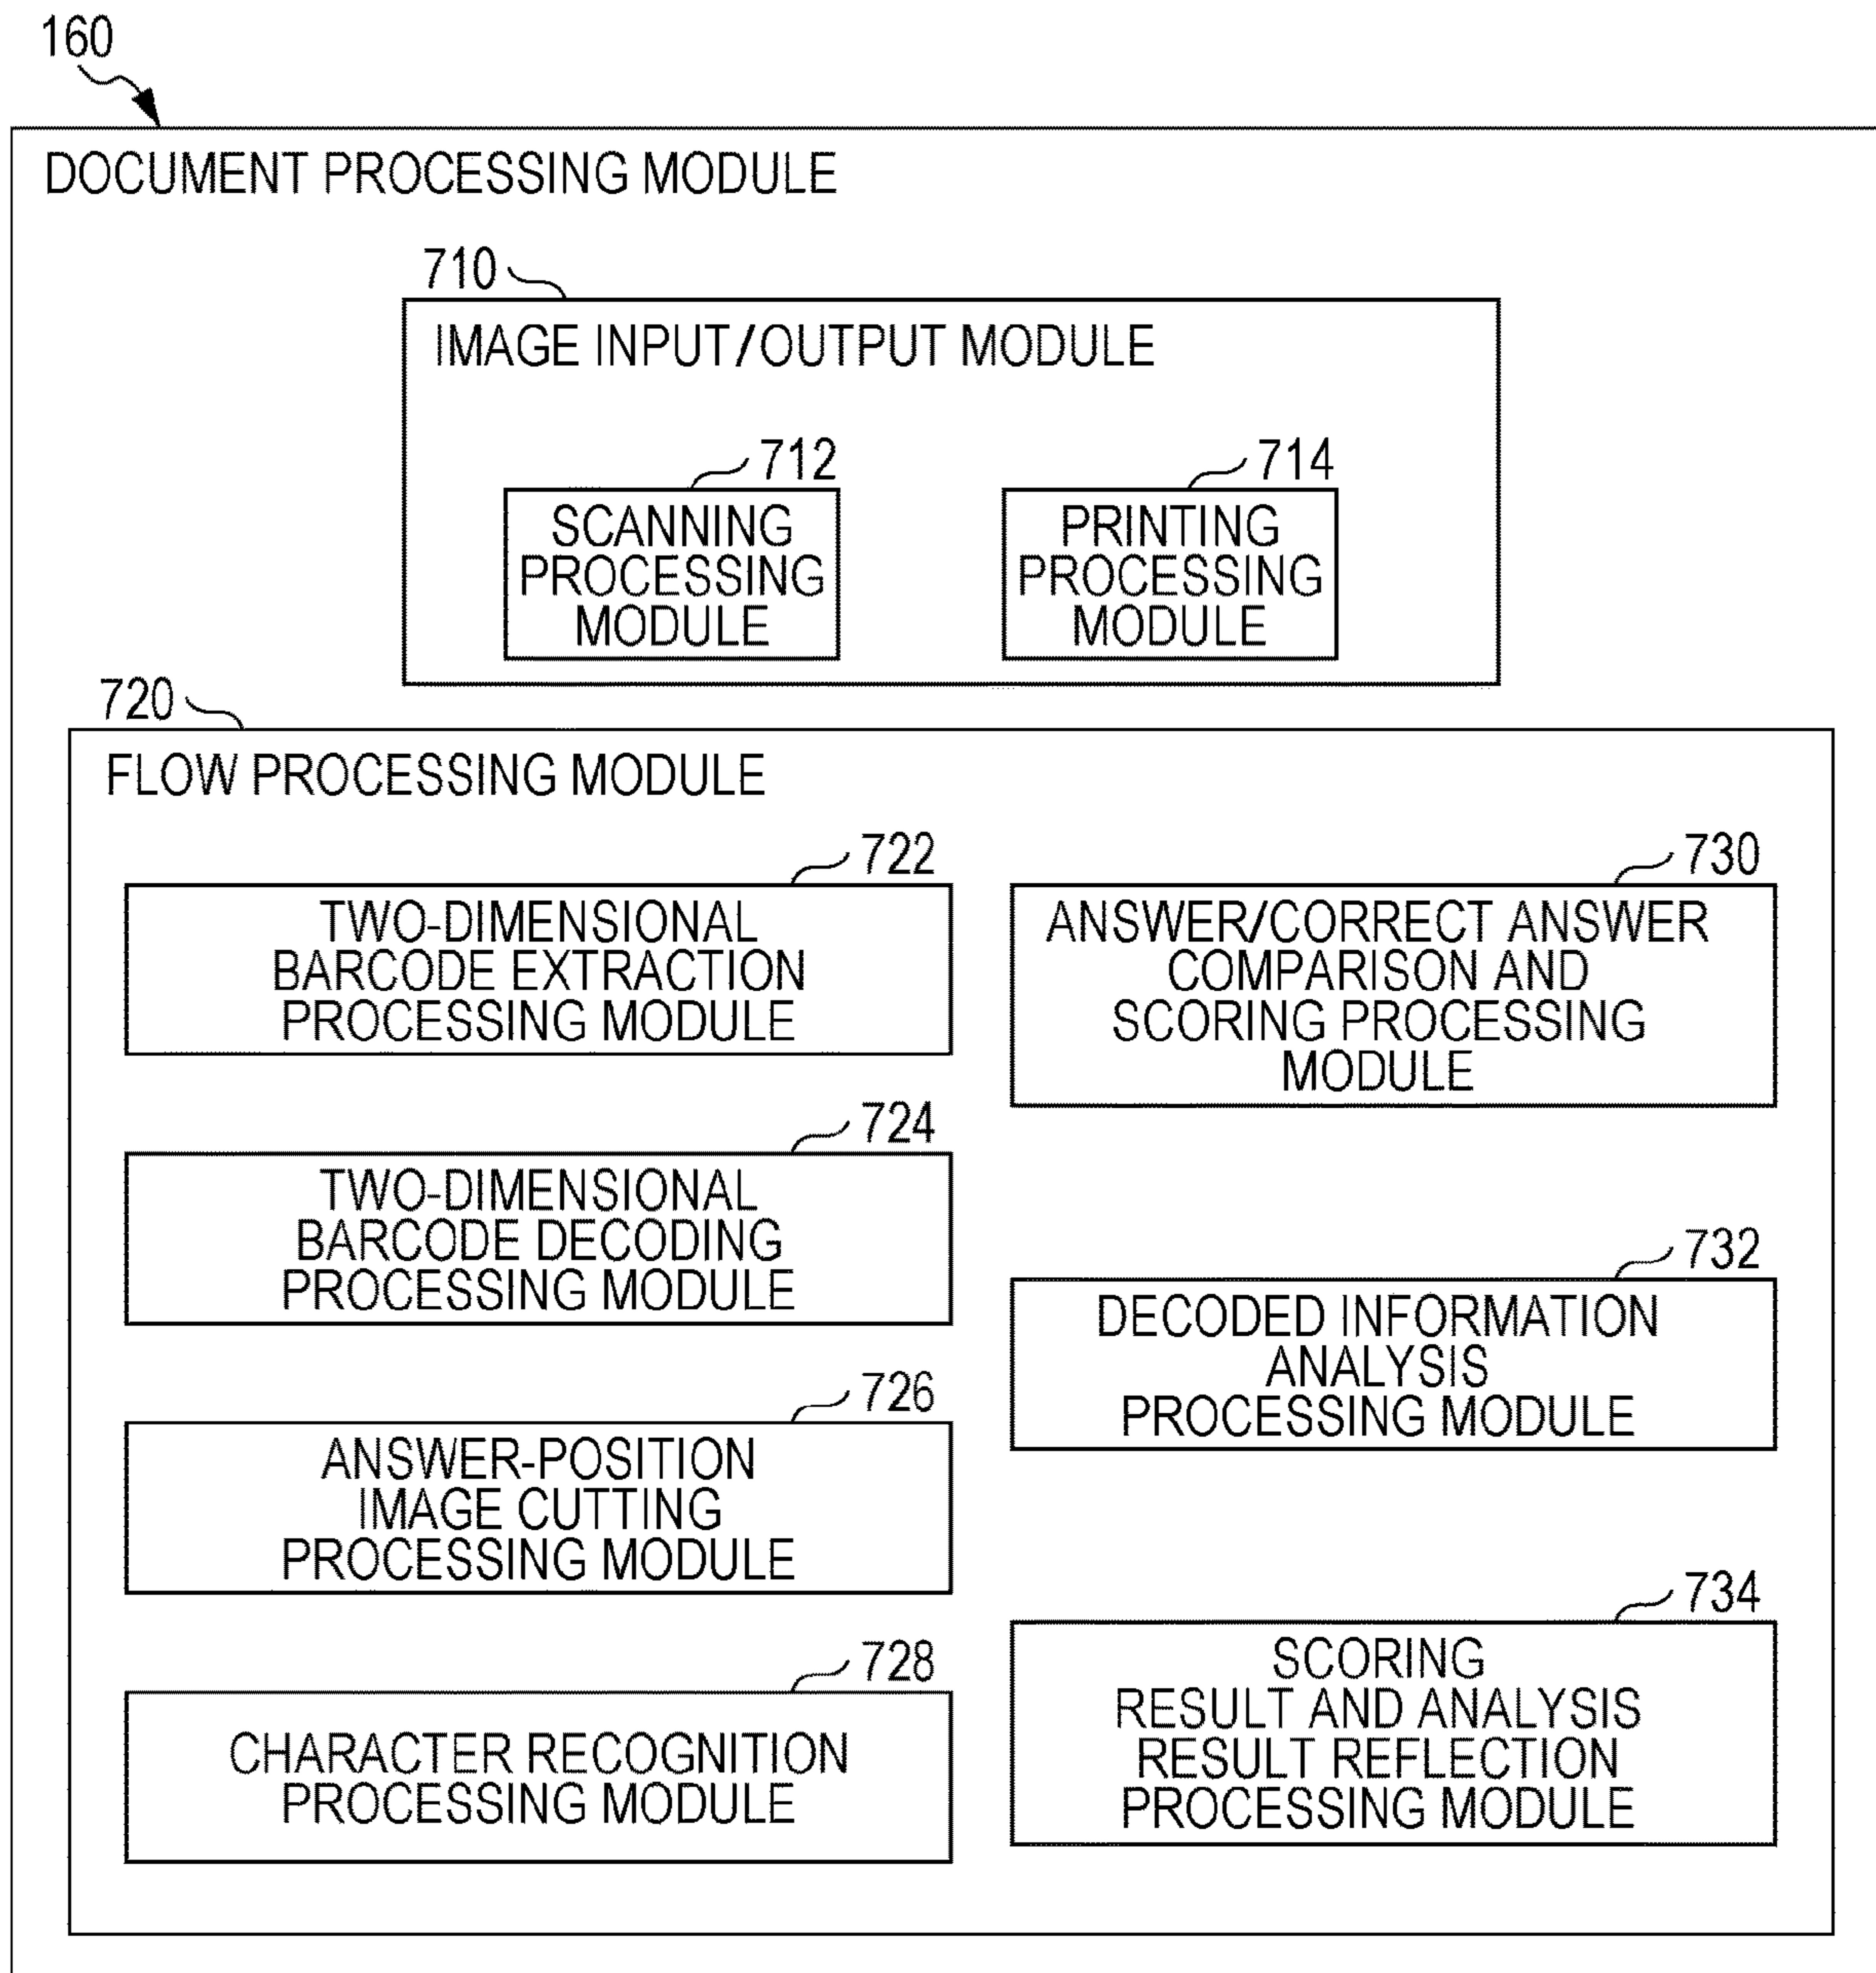 160
DOCUMENT PROCESSING MODULE
710
IMAGE INPUT/OUTPUT MODULE
712
SCANNING
PROCESSING
MODULE
714
PRINTING
PROCESSING
MODULE
720
FLOW PROCESSING MODULE
722
TWO-DIMENSIONAL
BARCODE EXTRACTION
PROCESSING MODULE
724
TWO-DIMENSIONAL
BARCODE DECODING
PROCESSING MODULE
726
ANSWER-POSITION
IMAGE CUTTING
PROCESSING MODULE
728
CHARACTER RECOGNITION
PROCESSING MODULE
730
ANSWER/CORRECT ANSWER
COMPARISON AND
SCORING PROCESSING
MODULE
732
DECODED INFORMATION
ANALYSIS
PROCESSING MODULE
734
SCORING
RESULT AND ANALYSIS
RESULT REFLECTION
PROCESSING MODULE